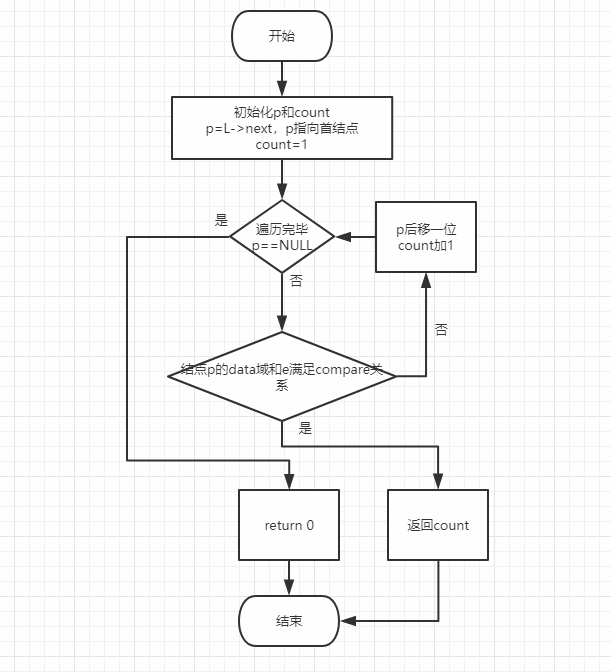 开始
初始化p和count
p=L->next，p指向首结点
count=1
是
遍历完毕
p==NULL
p后移一位
count加1
否
否
结点p的data域和e满足compare关
系
是
return 0
返回count
结束